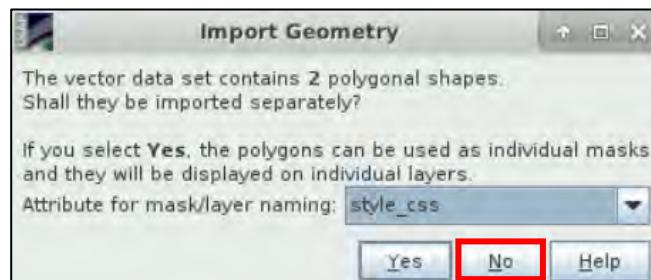 Import Geometry
The vector data set contains 2 polygonal shapes.
Shall they be imported separately?
If you select Yes, the polygons can be used as individual masks
and they will be displayed on individual layers.
Attribute for mask/layer naming: style_css
Yes No Help